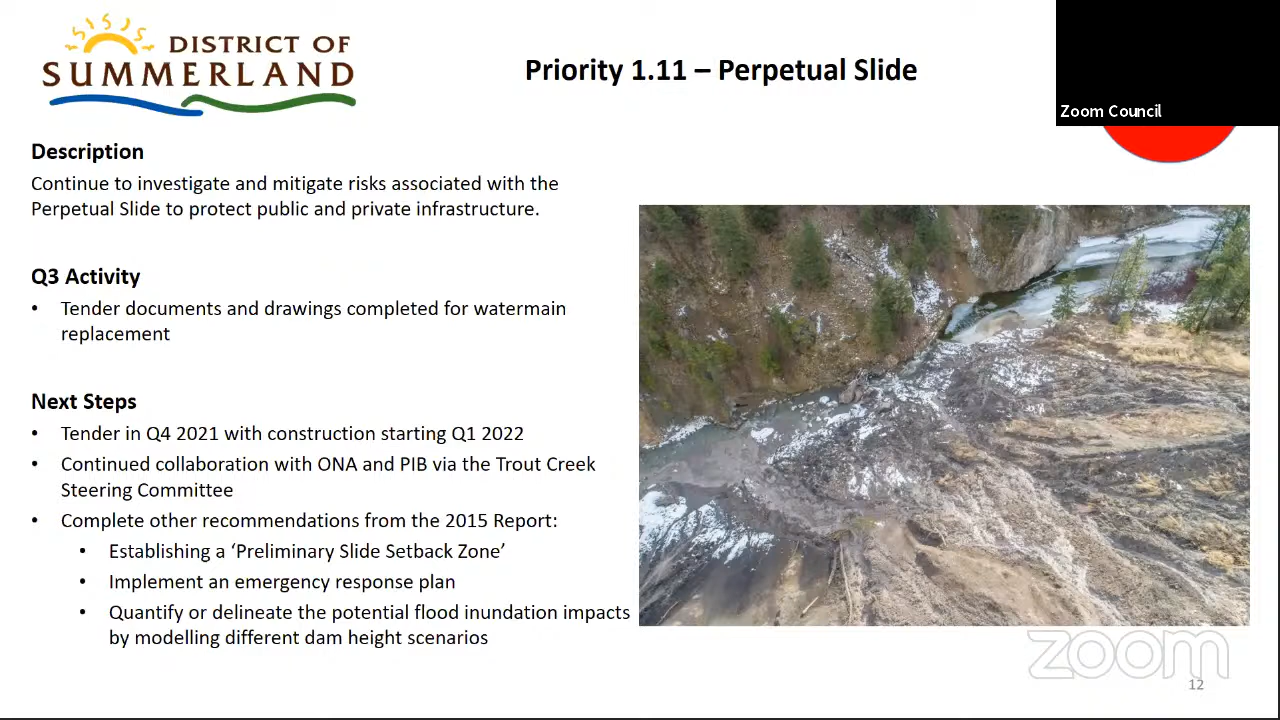 DISTRICT OF
SUMMERLAND
Priority 1.11 – Perpetual Slide
Zoom Council
Description
Continue to investigate and mitigate risks associated with the
Perpetual Slide to protect public and private infrastructure.
Q3 Activity
• Tender documents and drawings completed for watermain
replacement
Next Steps
• Tender in Q4 2021 with construction starting Q1 2022
• Continued collaboration with ONA and PIB via the Trout Creek
Steering Committee
• Complete other recommendations from the 2015 Report:
• Establishing a ‘Preliminary Slide Setback Zone’
• Implement an emergency response plan
• Quantify or delineate the potential flood inundation impacts
by modelling different dam height scenarios
zoom
12